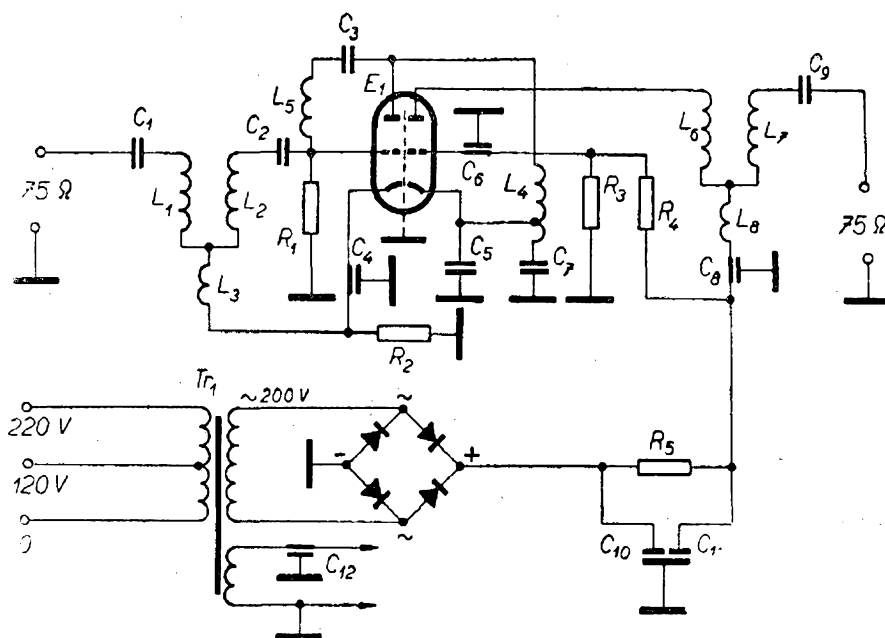 C3
E1
C9
C1
L5
C2
L6
L7
75 Ω
C6
L4
L1
L2
R3
R4
L8
75 Ω
R1
C4
C5
C7
C8
L3
R2
Tr1
~ 200 V
~
220 V
-
+
R5
120 V
0
~
C10
C12